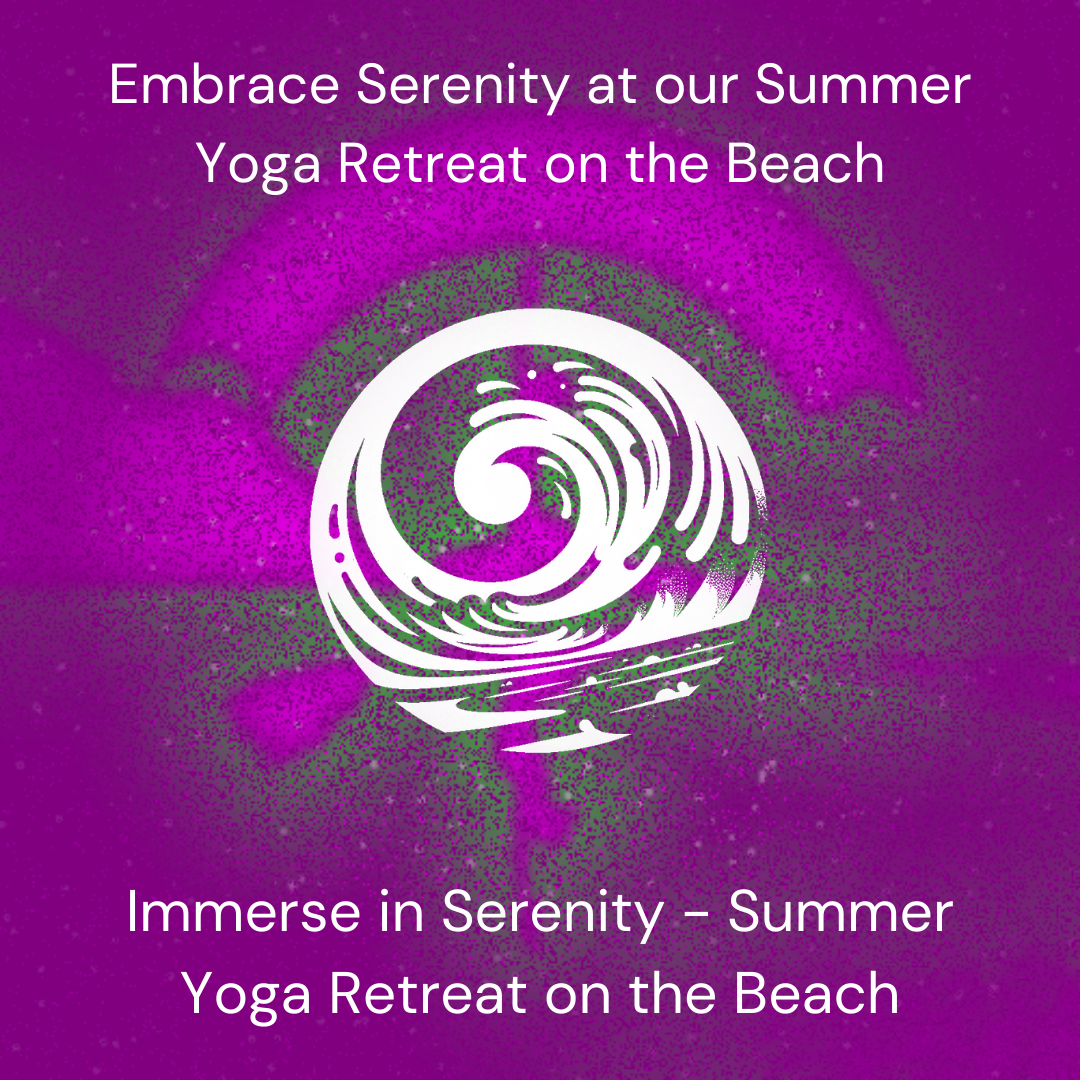 Embrace Serenity at our Summer
Yoga Retreat on the Beach
Immerse in Serenity - Summer
Yoga Retreat on the Beach